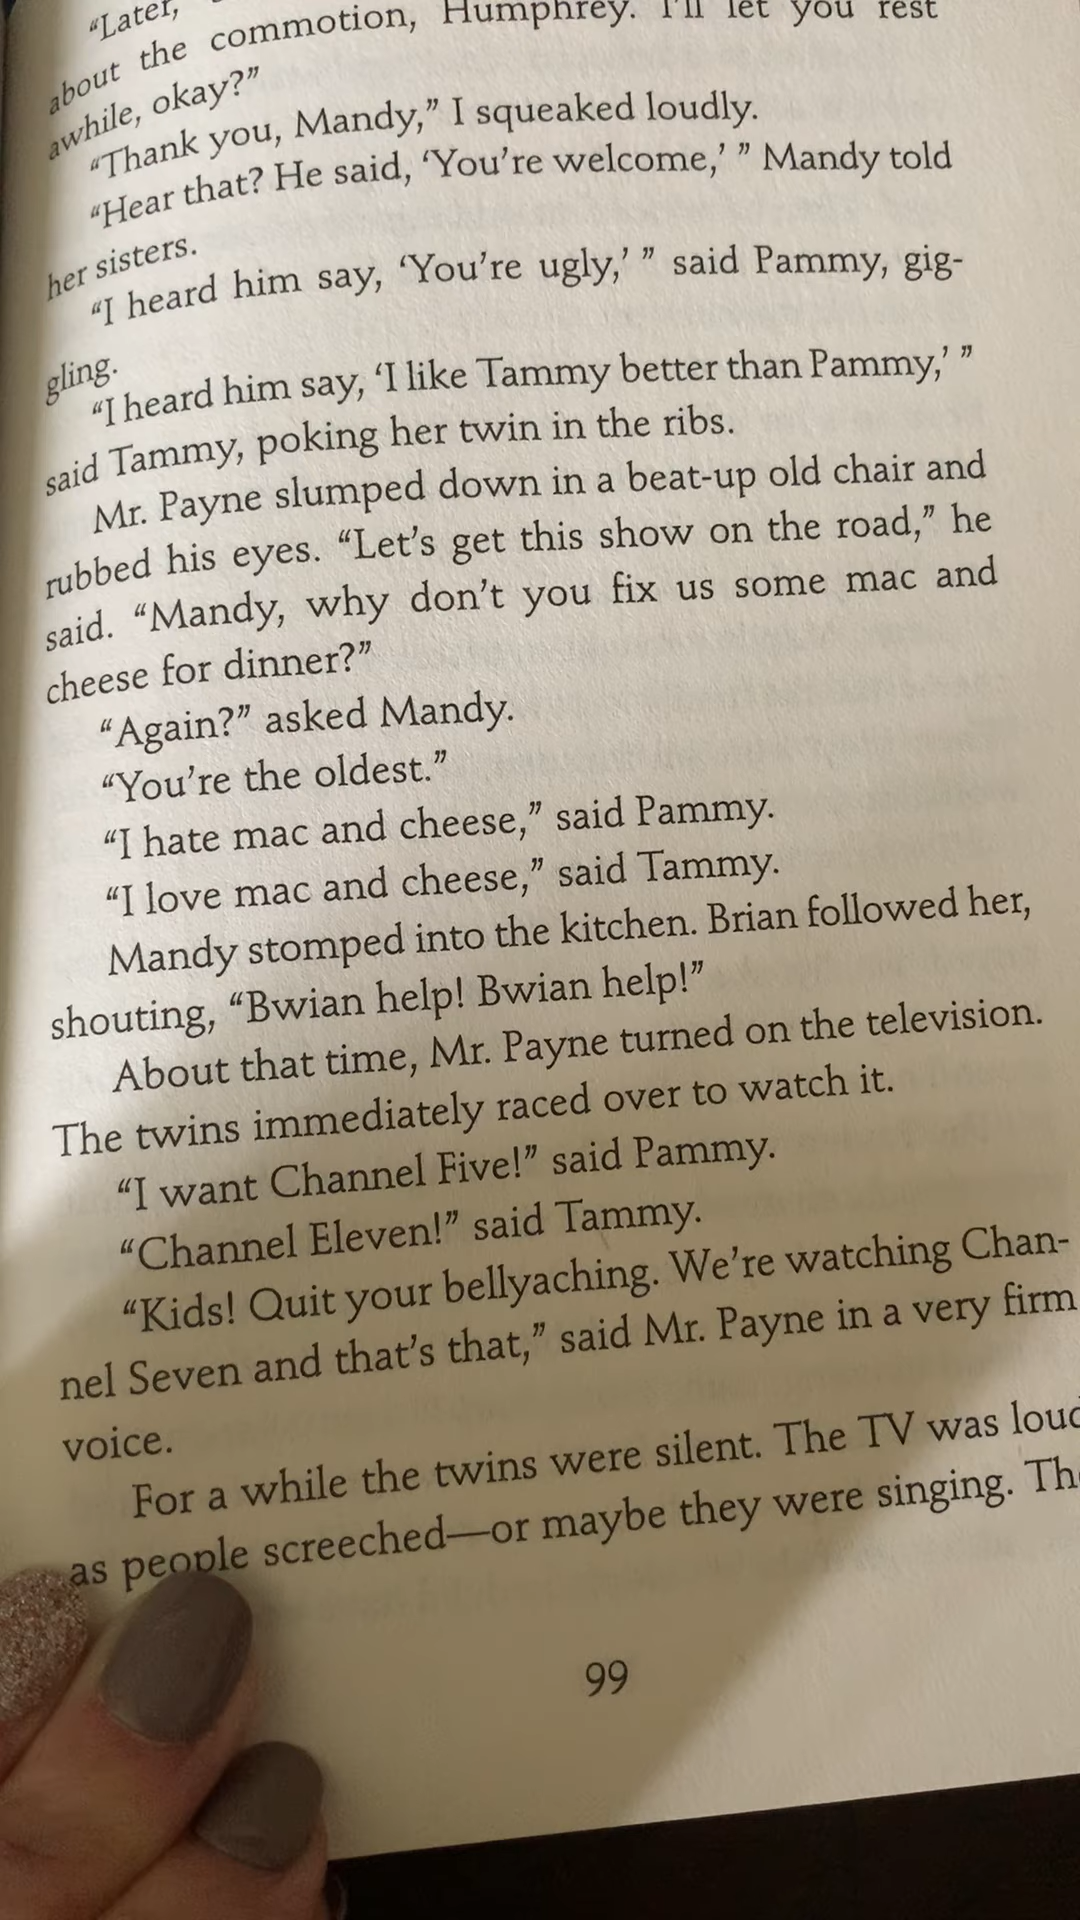 “Later,
about the commotion, Humphrey. I’ll let you rest
awhile, okay?”
“Thank you, Mandy,” I squeaked loudly.
“Hear that? He said, ‘You’re welcome,’ ” Mandy told
her sisters.
“I heard him say, ‘You’re ugly,’ ” said Pammy, gig-
gling.
“I heard him say, ‘I like Tammy better than Pammy,’ ”
said Tammy, poking her twin in the ribs.
Mr. Payne slumped down in a beat-up old chair and
rubbed his eyes. “Let’s get this show on the road,” he
said. “Mandy, why don’t you fix us some mac and
cheese for dinner?”
“Again?” asked Mandy.
“You’re the oldest.”
“I hate mac and cheese,” said Pammy.
“I love mac and cheese,” said Tammy.
Mandy stomped into the kitchen. Brian followed her,
shouting, “Bwian help! Bwian help!”
About that time, Mr. Payne turned on the television.
The twins immediately raced over to watch it.
“I want Channel Five!” said Pammy.
“Channel Eleven!” said Tammy.
“Kids! Quit your bellyaching. We’re watching Chan-
nel Seven and that’s that,” said Mr. Payne in a very firm
voice.
For a while the twins were silent. The TV was loud
as people screeched—or maybe they were singing.
99